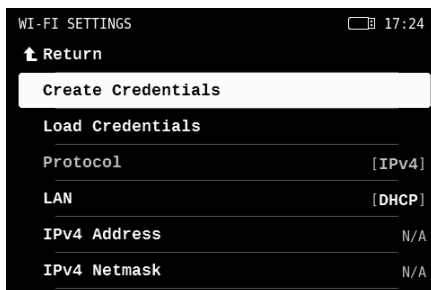 WI-FI SETTINGS 17:24
Return
Create Credentials
Load Credentials
Protocol [IPv4]
LAN [DHCP]
IPv4 Address N/A
IPv4 Netmask N/A